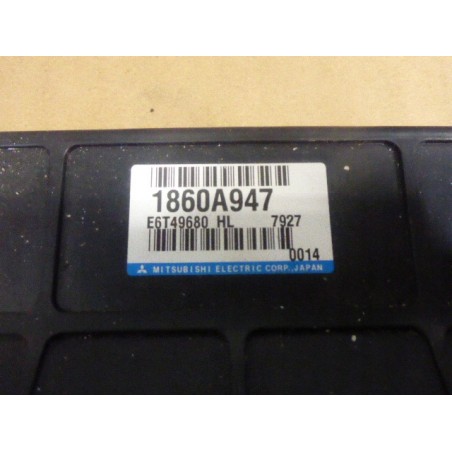 1860A947
E6T49680 HL 7927
0014
MITSUBISHI ELECTRIC CORP. JAPAN